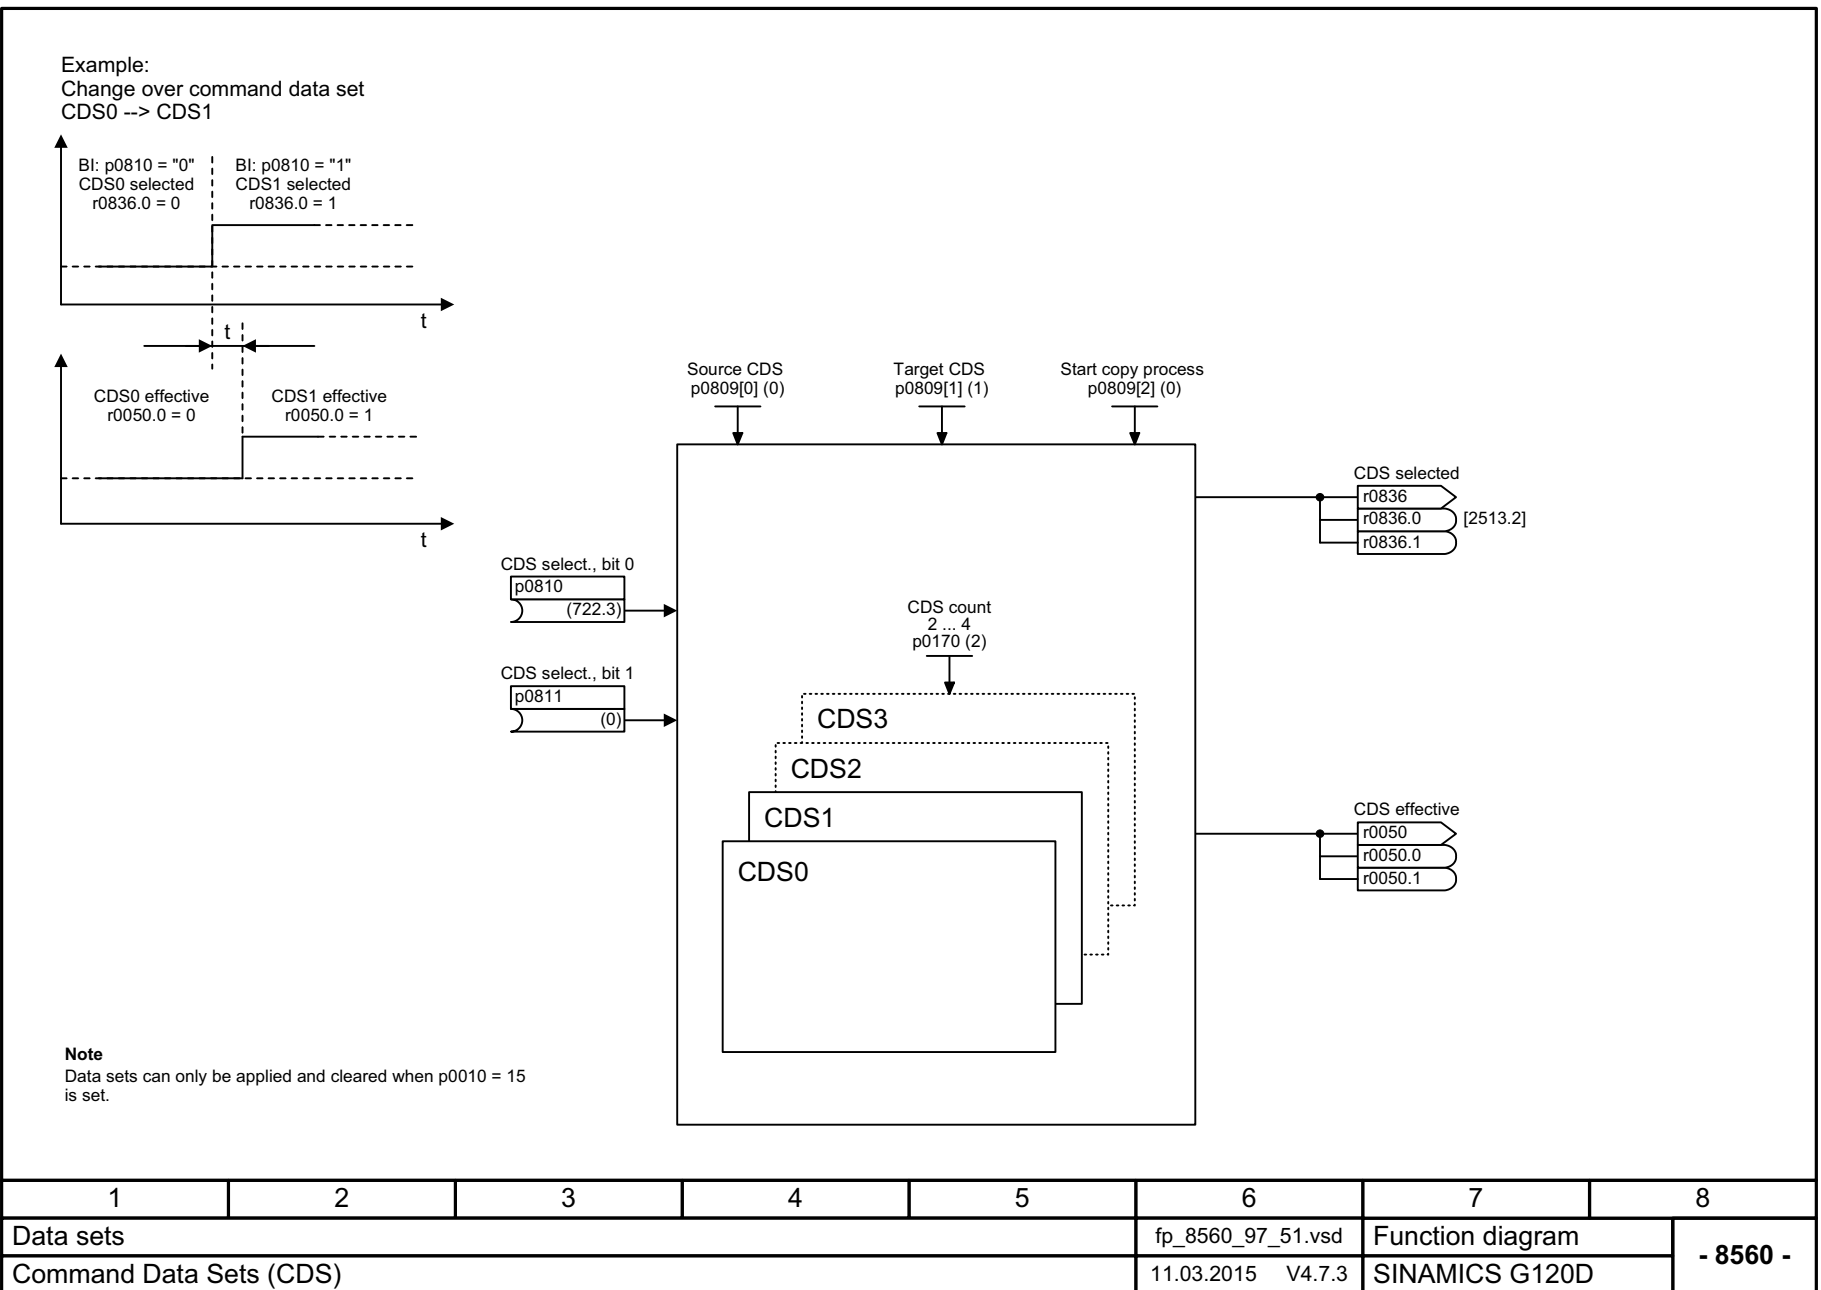 Example:
Change over command data set
CDS0 --> CDS1
BI: p0810 = "0"
CDS0 selected
r0836.0 = 0
BI: p0810 = "1"
CDS1 selected
r0836.0 = 1
t
t
CDS0 effective
r0050.0 = 0
CDS1 effective
r0050.0 = 1
t
Source CDS
p0809[0] (0)
Target CDS
p0809[1] (1)
Start copy process
p0809[2] (0)
CDS selected
r0836
r0836.0 [2513.2]
r0836.1
CDS select., bit 0
p0810
(722.3)
CDS count
2 ... 4
p0170 (2)
CDS select., bit 1
p0811
(0)
CDS3
CDS2
CDS1
CDS0
CDS effective
r0050
r0050.0
r0050.1
Note
Data sets can only be applied and cleared when p0010 = 15
is set.
1 2 3 4 5 6 7 8
Data sets fp_8560_97_51.vsd Function diagram
- 8560 -
Command Data Sets (CDS) 11.03.2015 V4.7.3 SINAMICS G120D